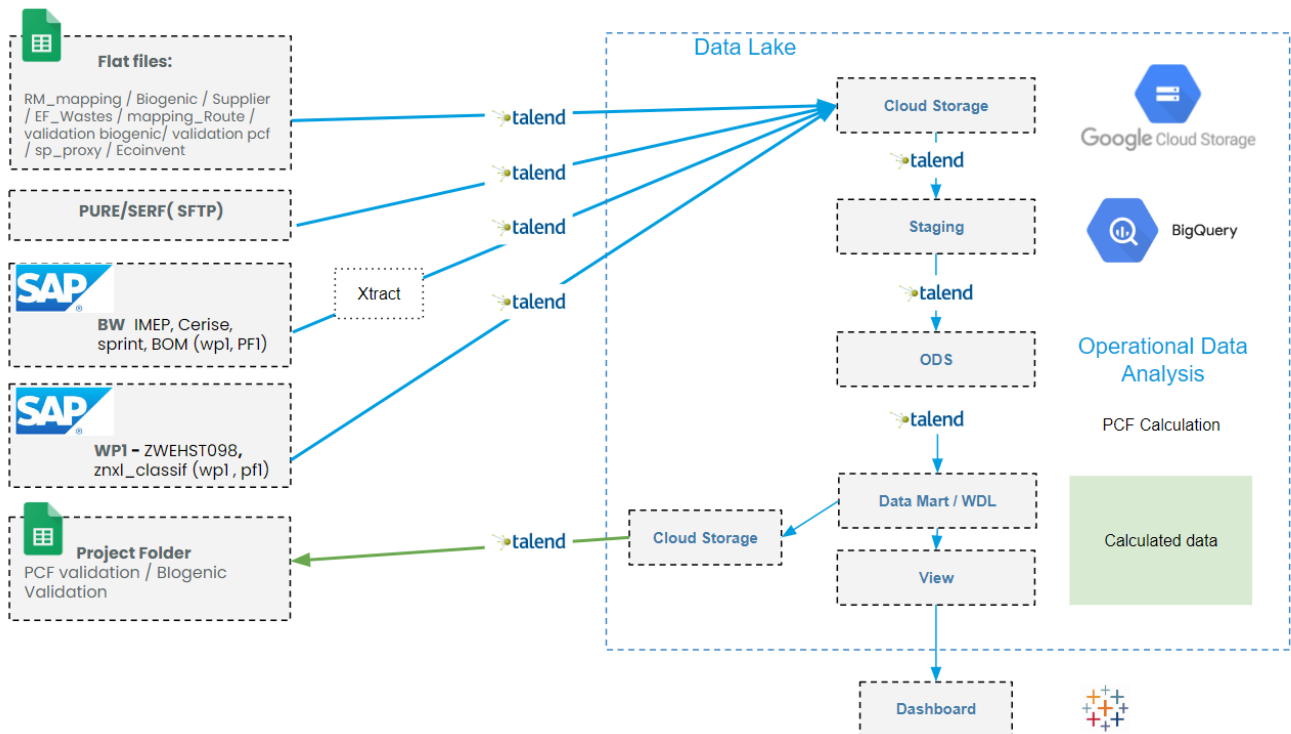 Flat files:
RM_mapping / Biogenic / Supplier
/ EF_Wastes / mapping_Route /
validation biogenic/ validation pcf
/ sp_proxy / Ecoinvent
PURE/SERF( SFTP)
SAP
BW IMEP, Cerise,
sprint, BOM (wp1, PF1)
SAP
WP1 - ZWEHST098,
znxl_classif (wp1 , pf1)
Project Folder
PCF validation / Biogenic
Validation
talend
talend
talend
Xtract
talend
talend
Data Lake
Cloud Storage
talend
Staging
talend
ODS
talend
Data Mart / WDL
Cloud Storage
View
Dashboard
Google Cloud Storage
BigQuery
Operational Data
Analysis
PCF Calculation
Calculated data